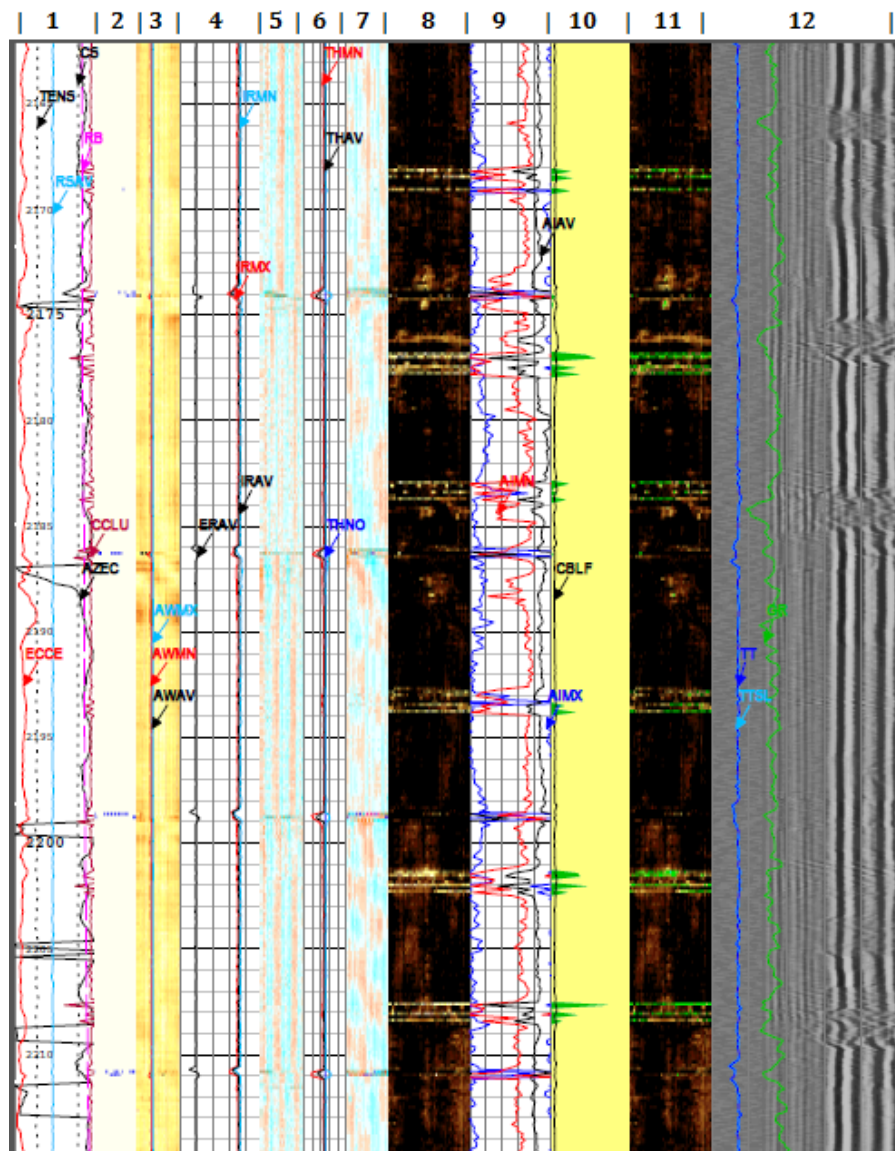 | 1 | 2 | 3 | 4 | 5 | 6 | 7 | 8 | 9 | 10 | 11 | 12 |
CS
THMN
TENS
IRMN
RB
THAV
RSAV
2170
AIAV
IRMX
2175
2180
AIMN
IRAV
2185
CCLU
ERAV
THNO
AZEC
CBLF
AWMX
2190
GR
ECCE
AWMN
TT
AWAV
AIMX
TTSL
2195
2200
2205
2210